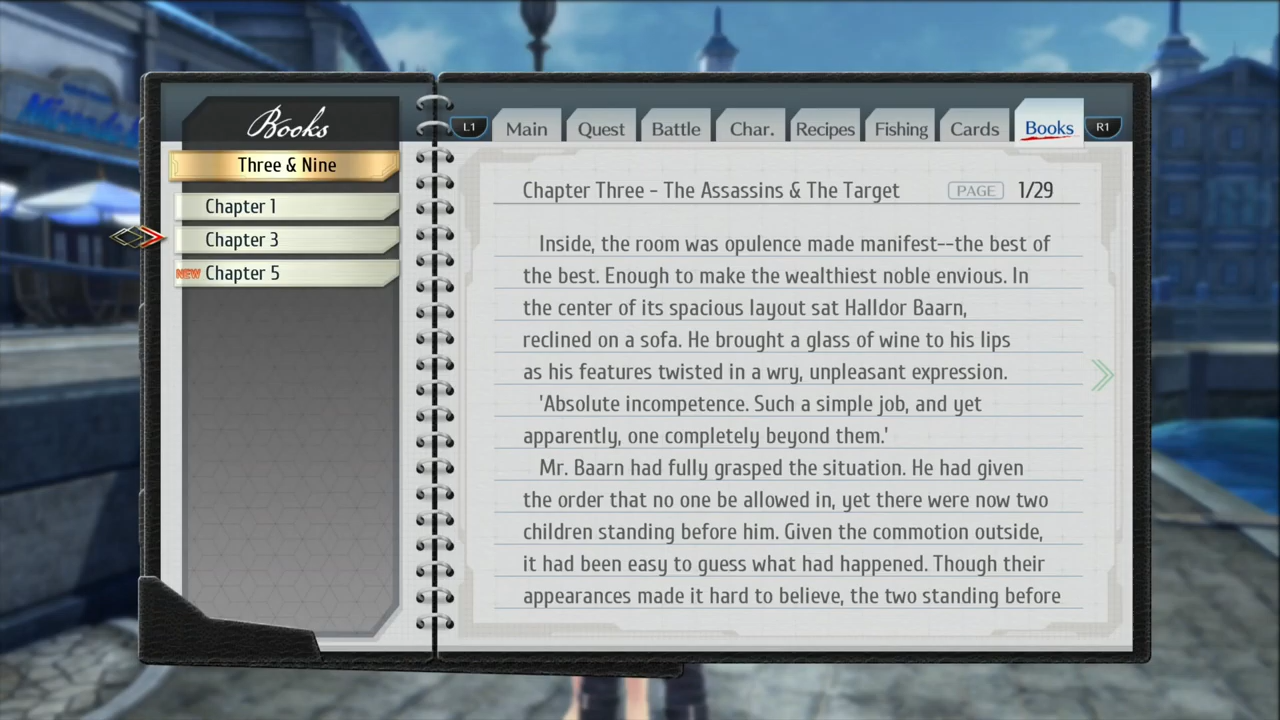 Books
Three & Nine
Chapter 1
Chapter 3
NEW Chapter 5
L1
Main
Quest
Battle
Char.
Recipes
Fishing
Cards
Books
R1
Chapter Three - The Assassins & The Target
PAGE 1/29
Inside, the room was opulence made manifest--the best of
the best. Enough to make the wealthiest noble envious. In
the center of its spacious layout sat Halldor Baarn,
reclined on a sofa. He brought a glass of wine to his lips
as his features twisted in a wry, unpleasant expression.
'Absolute incompetence. Such a simple job, and yet
apparently, one completely beyond them.'
Mr. Baarn had fully grasped the situation. He had given
the order that no one be allowed in, yet there were now two
children standing before him. Given the commotion outside,
it had been easy to guess what had happened. Though their
appearances made it hard to believe, the two standing before